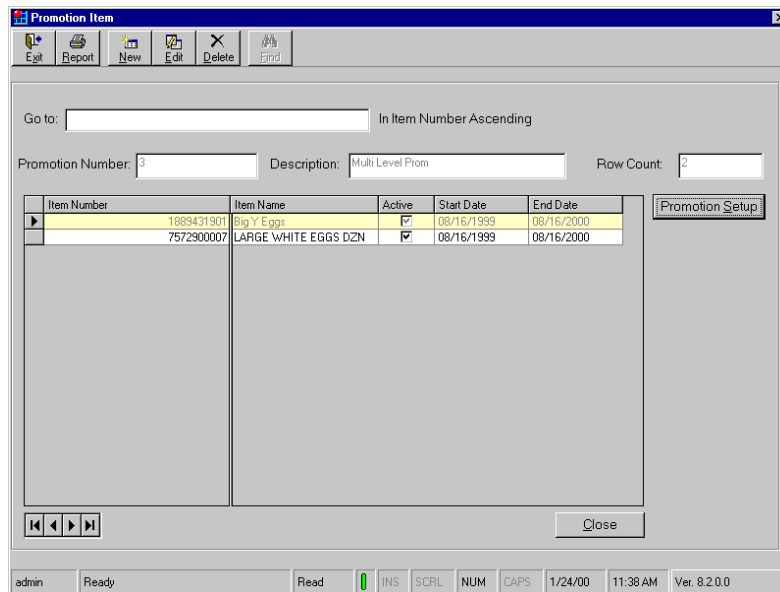 Promotion Item
Exit Report New Edit Delete Find
Go to: In Item Number Ascending
Promotion Number: 3 Description: Multi Level Prom Row Count: 2
Item Number Item Name Active Start Date End Date
1889431901 Big Y Eggs 08/16/1999 08/16/2000
7572900007 LARGE WHITE EGGS DZN 08/16/1999 08/16/2000
Promotion Setup
Close
admin Ready Read INS SCRL NUM CAPS 1/24/00 11:38 AM Ver. 8.2.0.0